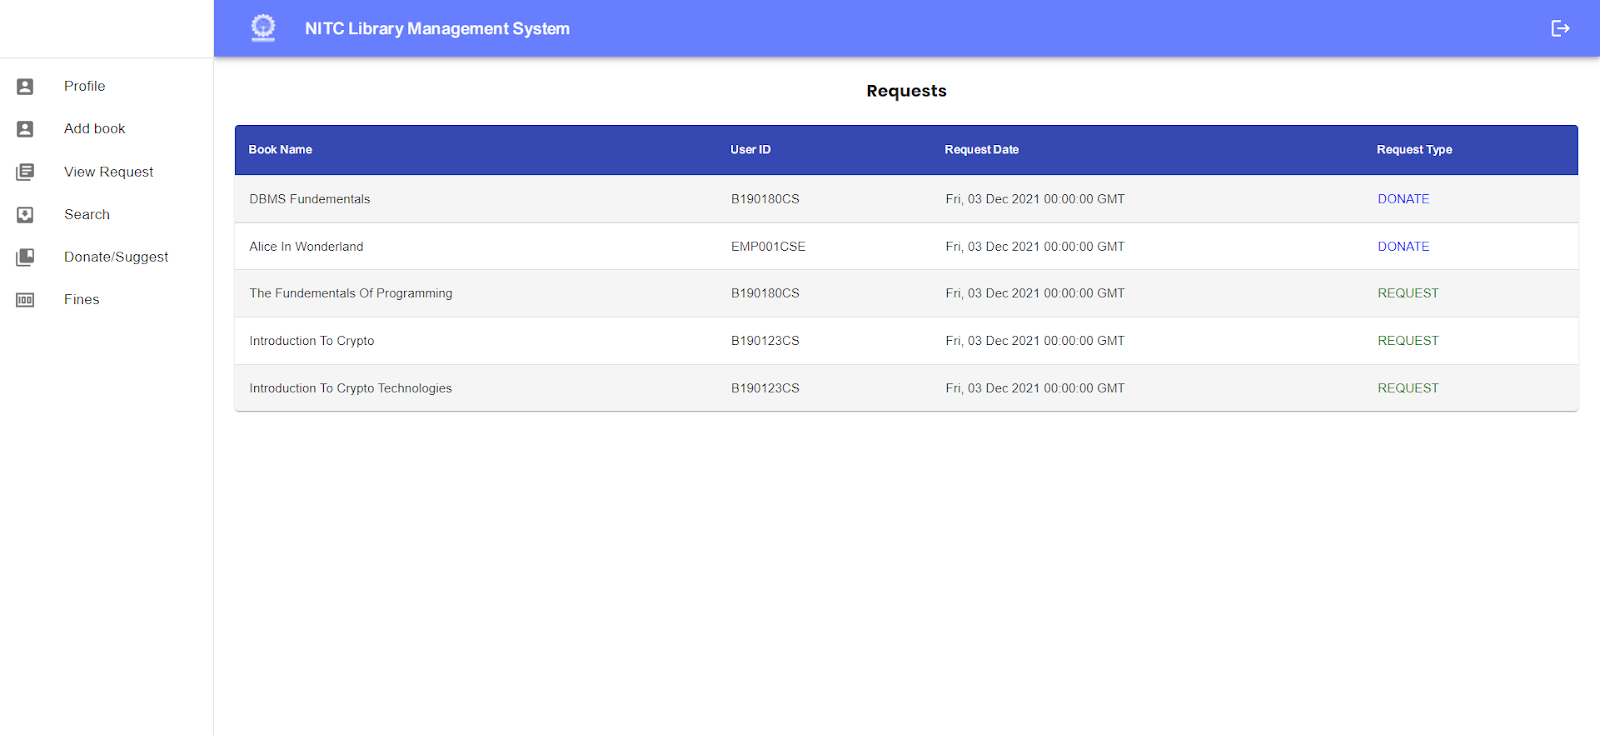 NITC Library Management System
Profile
Add book
View Request
Search
Donate/Suggest
Fines
Requests
Book Name User ID Request Date Request Type
DBMS Fundementals B190180CS Fri, 03 Dec 2021 00:00:00 GMT DONATE
Alice In Wonderland EMP001CSE Fri, 03 Dec 2021 00:00:00 GMT DONATE
The Fundementals Of Programming B190180CS Fri, 03 Dec 2021 00:00:00 GMT REQUEST
Introduction To Crypto B190123CS Fri, 03 Dec 2021 00:00:00 GMT REQUEST
Introduction To Crypto Technologies B190123CS Fri, 03 Dec 2021 00:00:00 GMT REQUEST